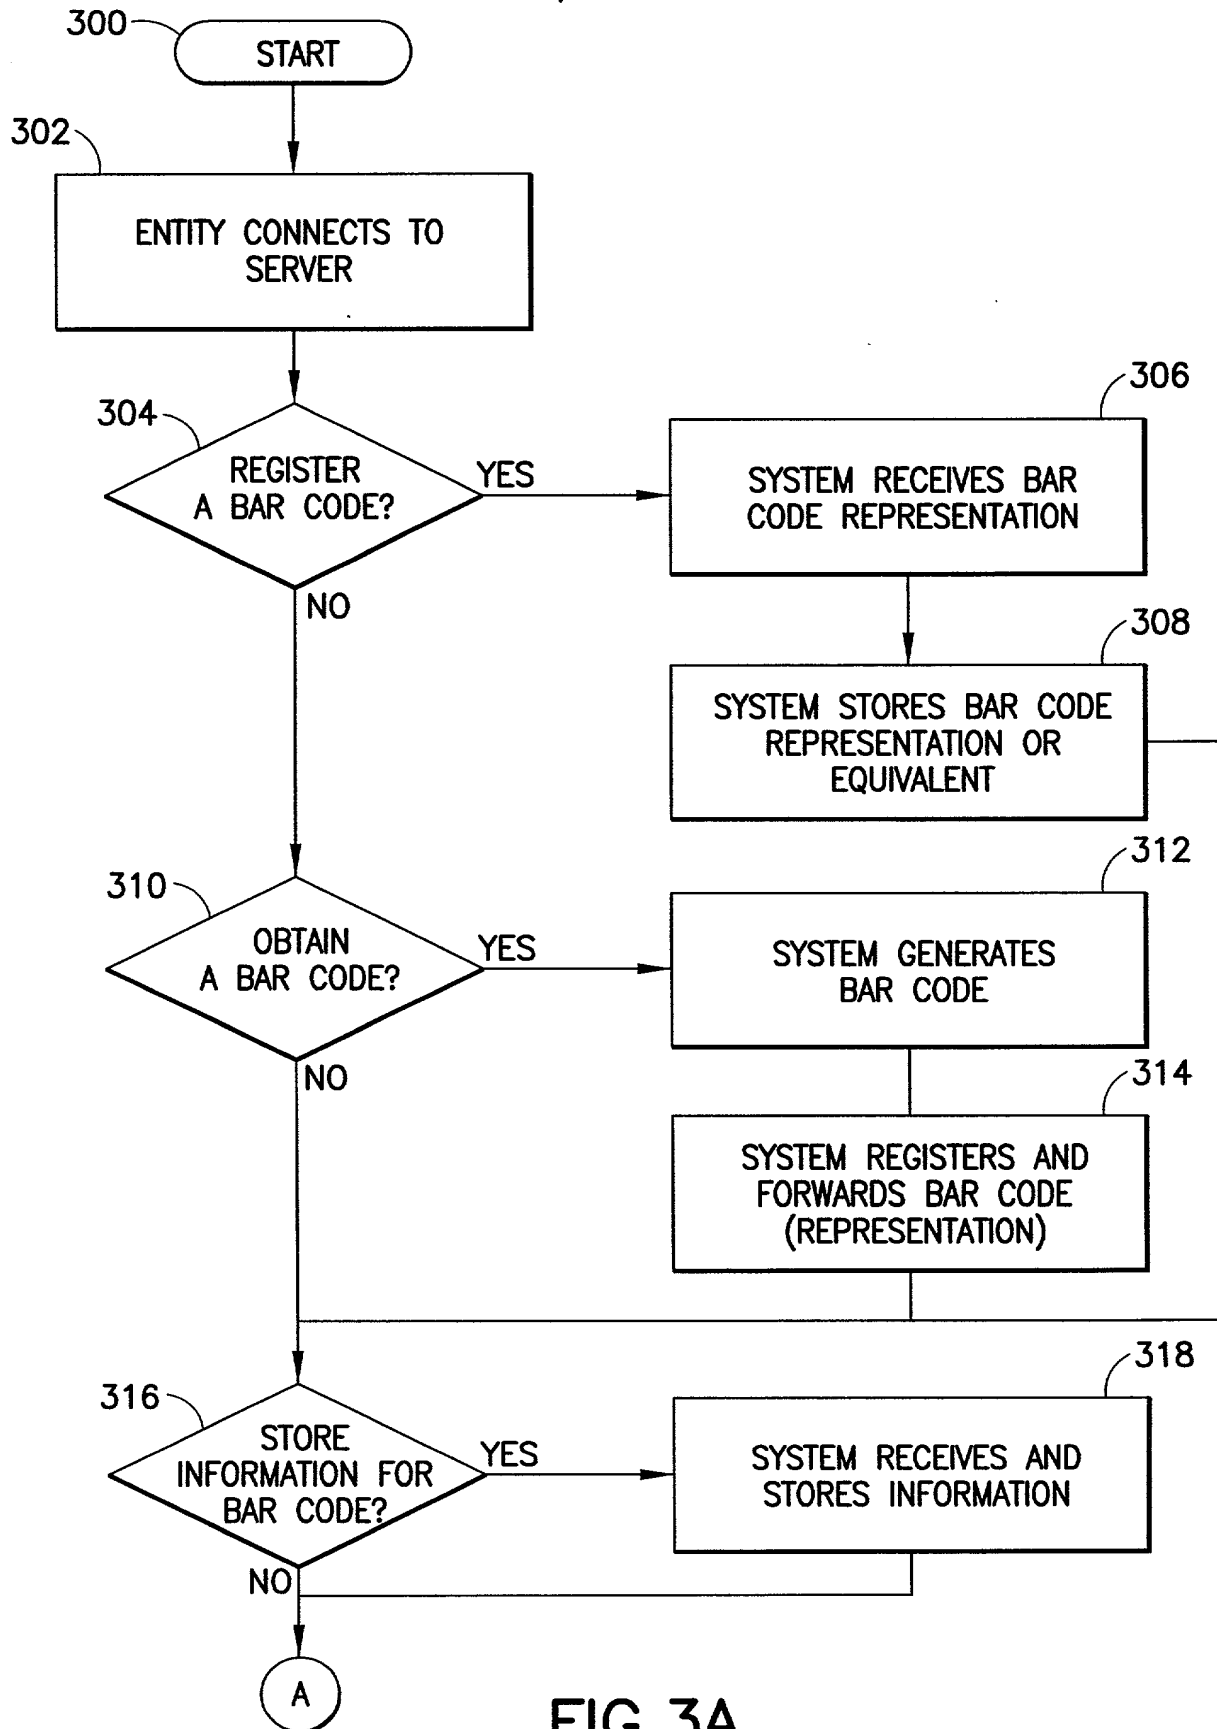 300
START
302
ENTITY CONNECTS TO
SERVER
304
REGISTER
A BAR CODE?
YES
NO
306
SYSTEM RECEIVES BAR
CODE REPRESENTATION
308
SYSTEM STORES BAR CODE
REPRESENTATION OR
EQUIVALENT
310
OBTAIN
A BAR CODE?
YES
NO
312
SYSTEM GENERATES
BAR CODE
314
SYSTEM REGISTERS AND
FORWARDS BAR CODE
(REPRESENTATION)
316
STORE
INFORMATION FOR
BAR CODE?
YES
NO
318
SYSTEM RECEIVES AND
STORES INFORMATION
A
FIG. 3A